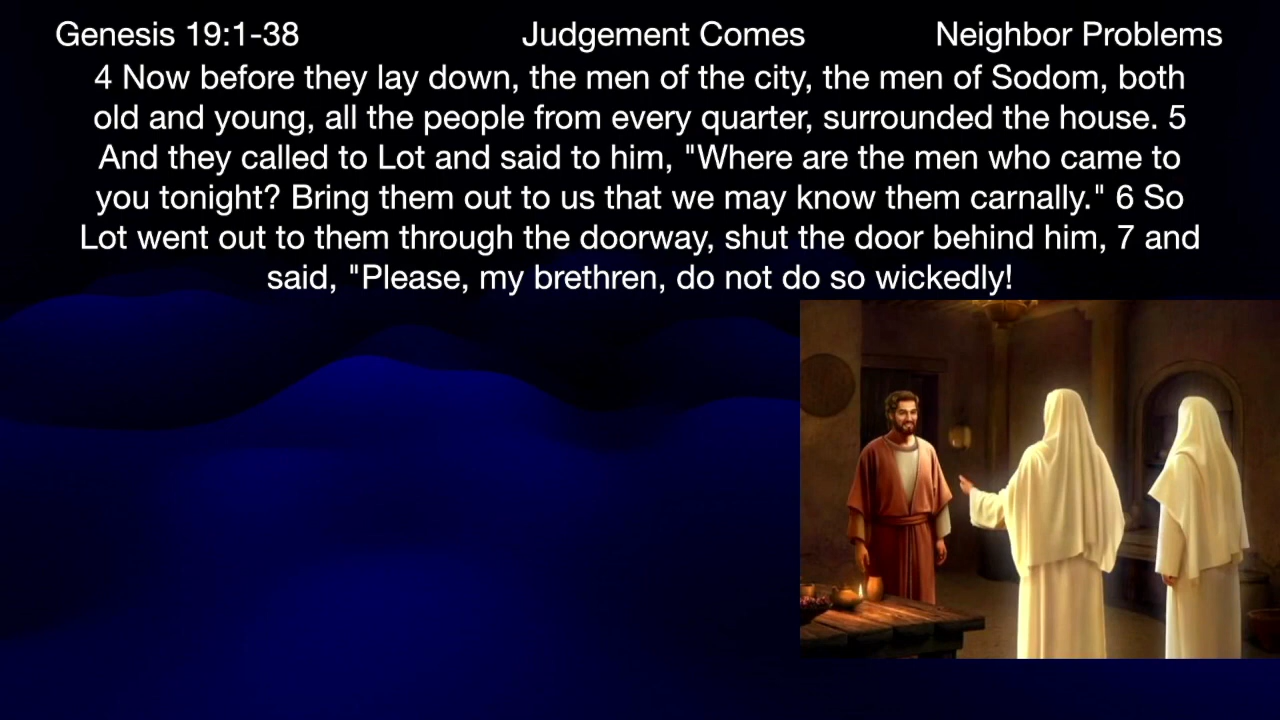 Genesis 19:1-38 Judgement Comes Neighbor Problems
4 Now before they lay down, the men of the city, the men of Sodom, both
old and young, all the people from every quarter, surrounded the house. 5
And they called to Lot and said to him, "Where are the men who came to
you tonight? Bring them out to us that we may know them carnally." 6 So
Lot went out to them through the doorway, shut the door behind him, 7 and
said, "Please, my brethren, do not do so wickedly!